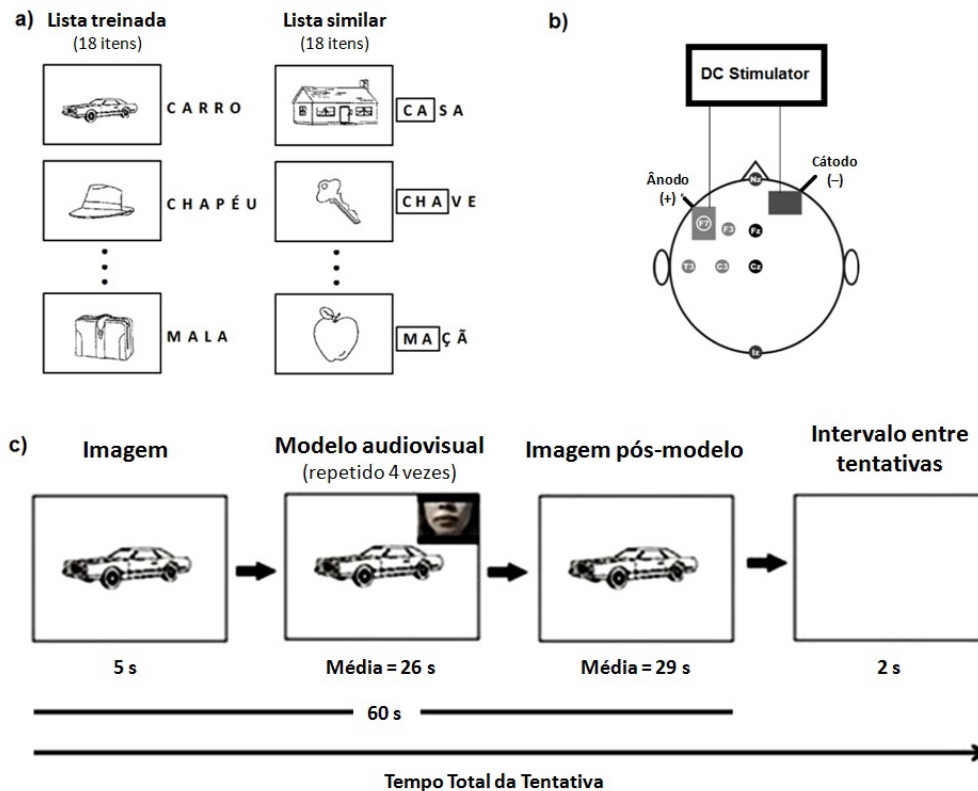 a)
Lista treinada
(18 itens)
Lista similar
(18 itens)
CARRO
CASA
CHAPÉU
CHAVE
MALA
MAÇÃ
b)
DC Stimulator
Ânodo
(+)
Cátodo
(–)
Nz
F7
F3
Fz
T3
C3
Cz
Iz
c)
Imagem
Modelo audiovisual
(repetido 4 vezes)
Imagem pós-modelo
Intervalo entre
tentativas
5 s
Média = 26 s
Média = 29 s
2 s
60 s
Tempo Total da Tentativa